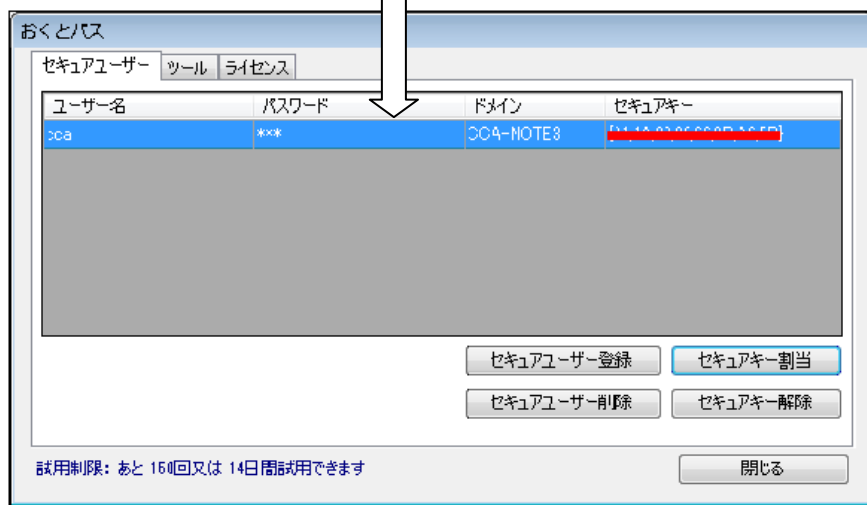 おくとパス
セキュアユーザー ツール ライセンス
ユーザー名 パスワード ドメイン セキュアキー
cca *** CCA-NOTE3
セキュアユーザー登録 セキュアキー割当
セキュアユーザー削除 セキュアキー解除
試用制限: あと 150回又は 14日間試用できます 閉じる